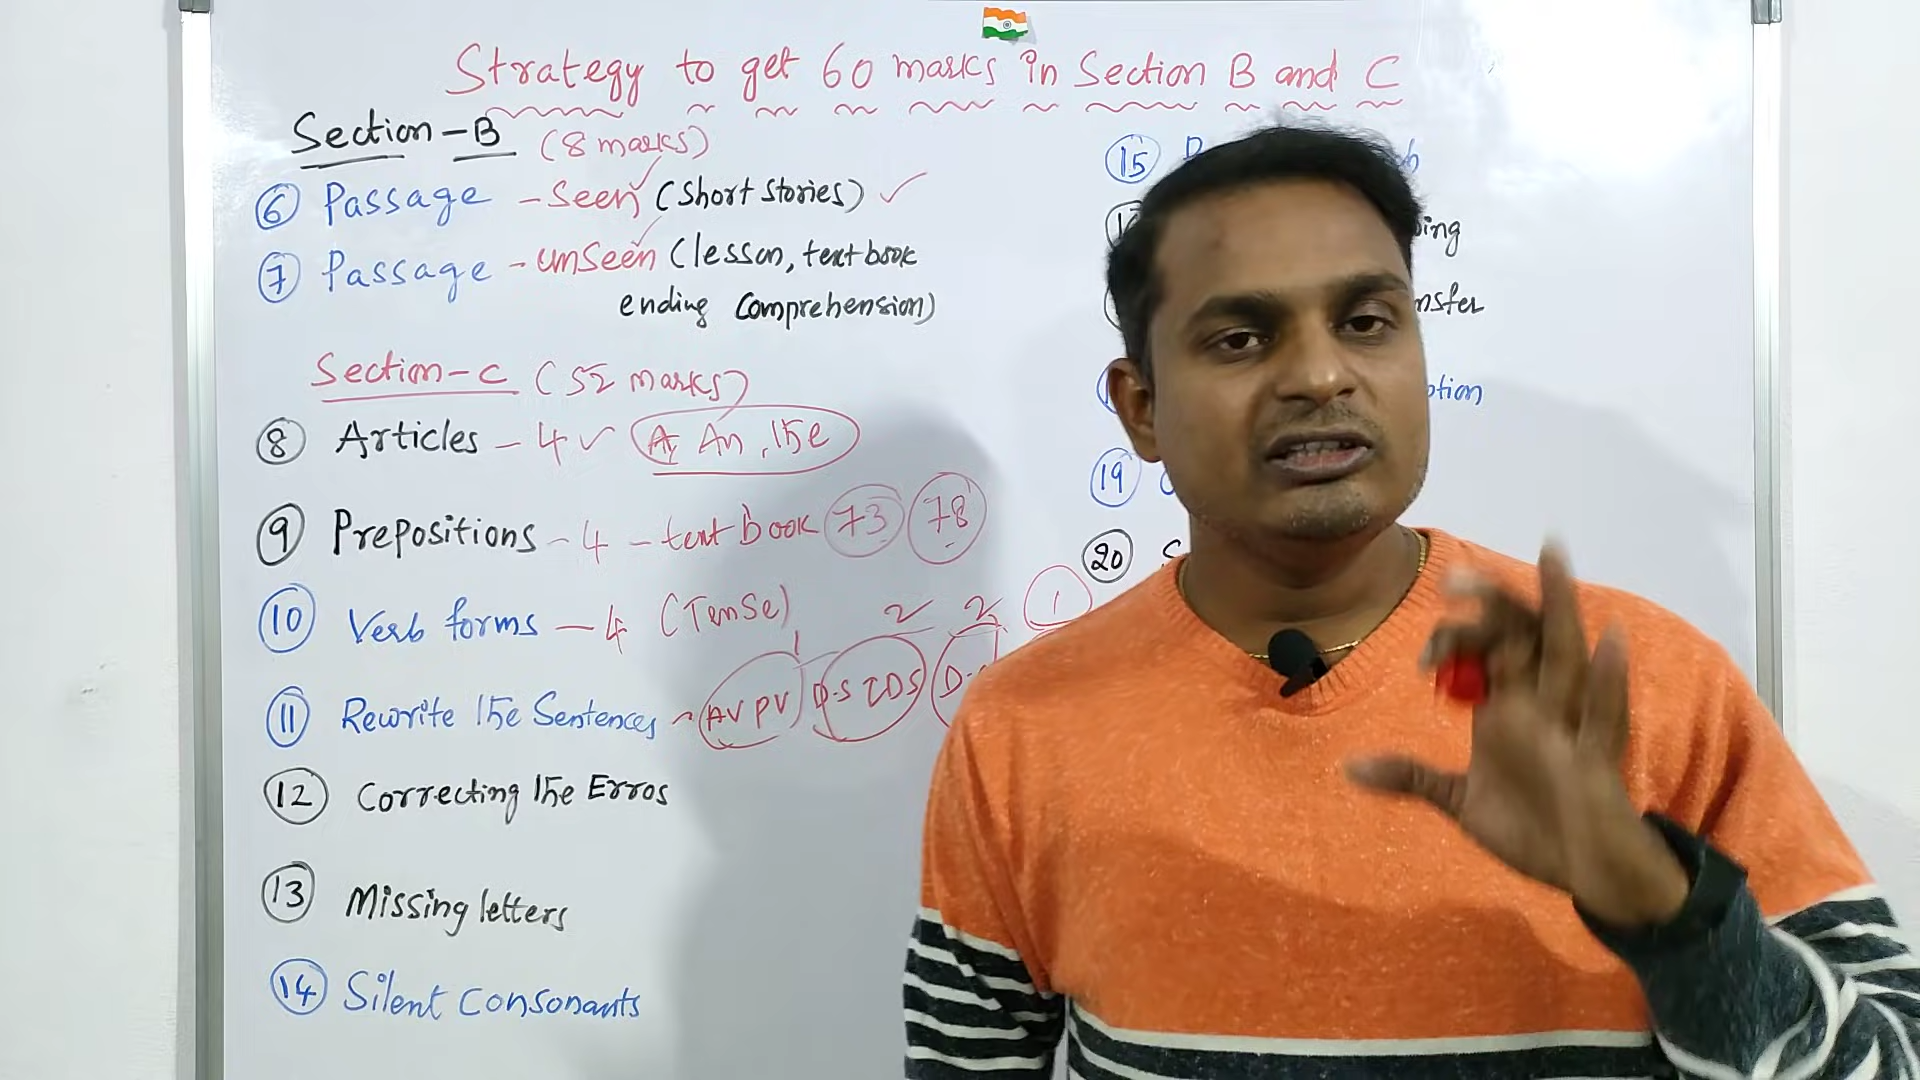 Strategy to get 60 marks in Section B and C
Section-B (8 marks)
6 Passage - Seen (Short Stories) ✓
7 Passage - unseen (lesson, text book
ending Comprehension)
Section-C (52 marks)
8 Articles - 4 ✓ A, An, The
9 Prepositions - 4 - text book 73 78
10 Verb forms - 4 (Tense)
2 2 1
11 Rewrite the Sentences - AV PV D-S IDS D-
12 Correcting the Erros
13 Missing letters
14 Silent Consonants
15
19
20